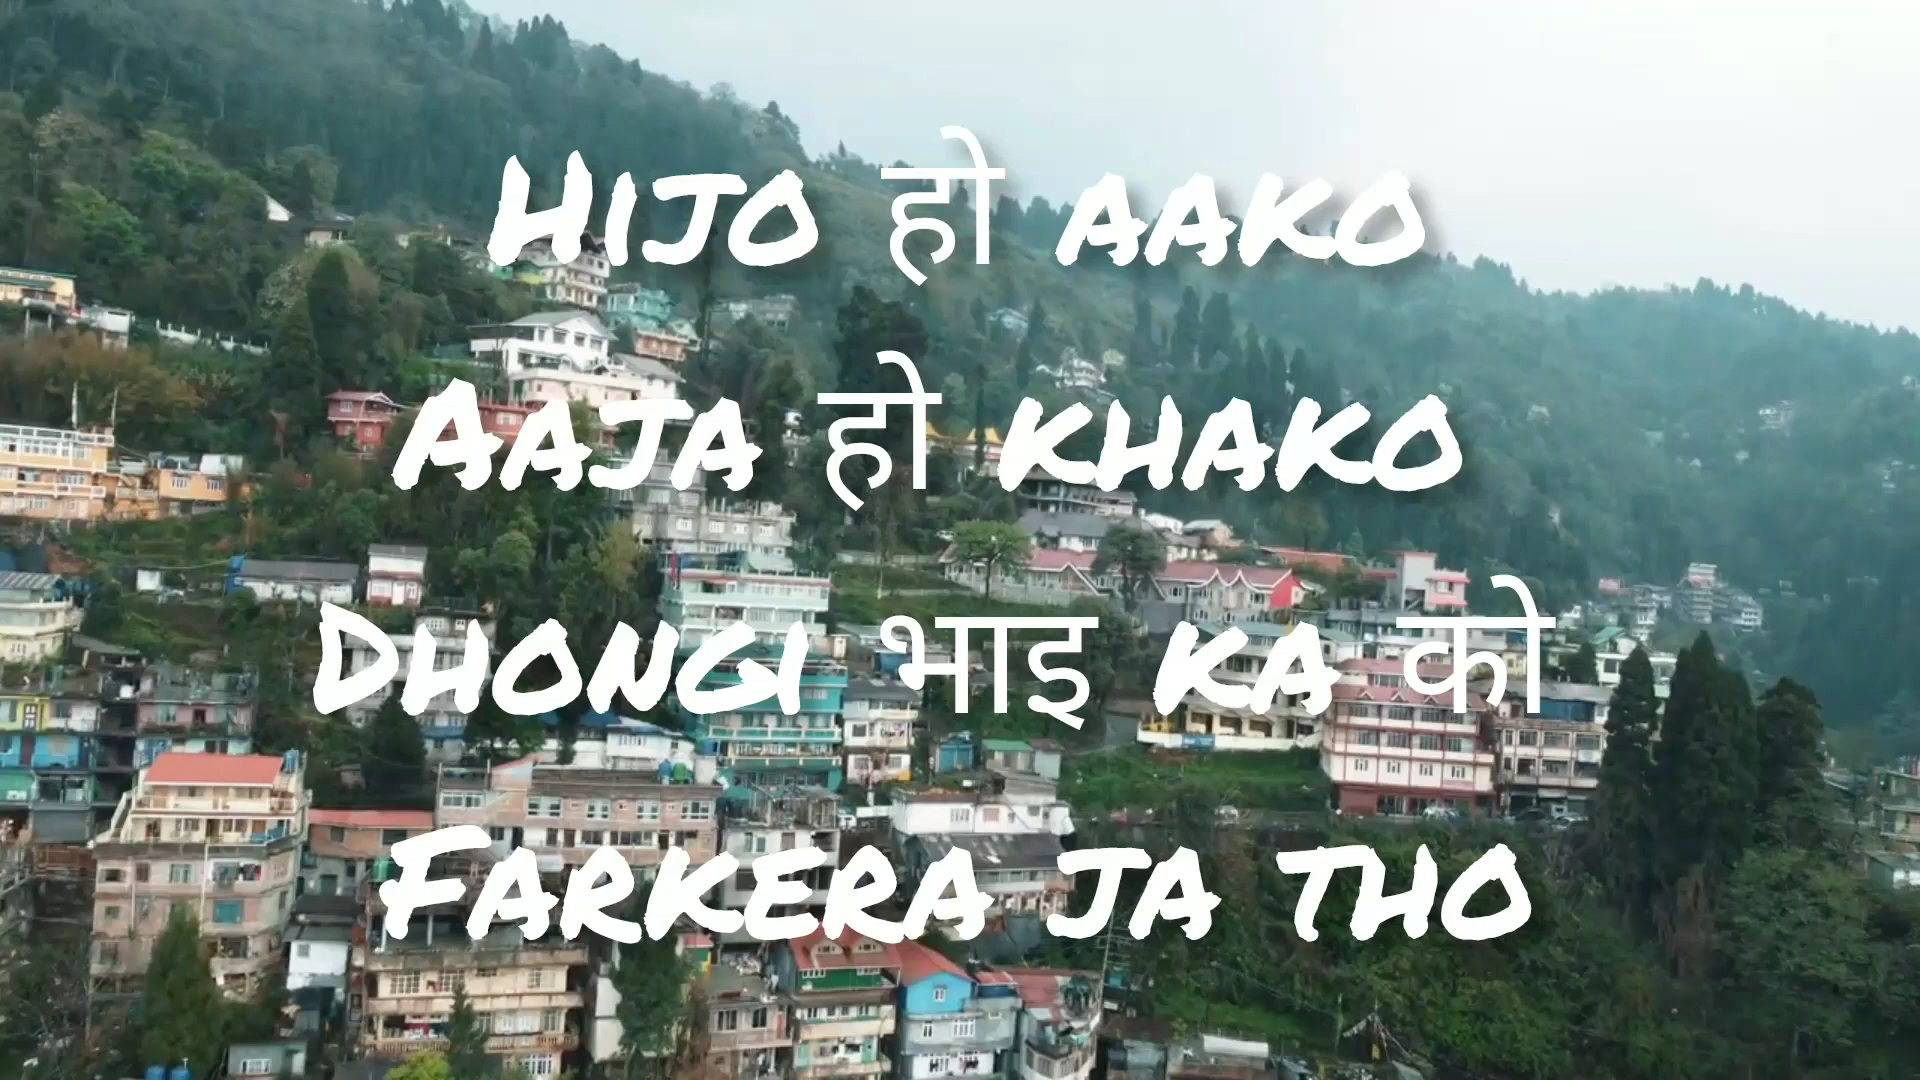 Hijo हो aako
Aaja हो khako
Dhongi भाइ ka को
Farkera ja tho